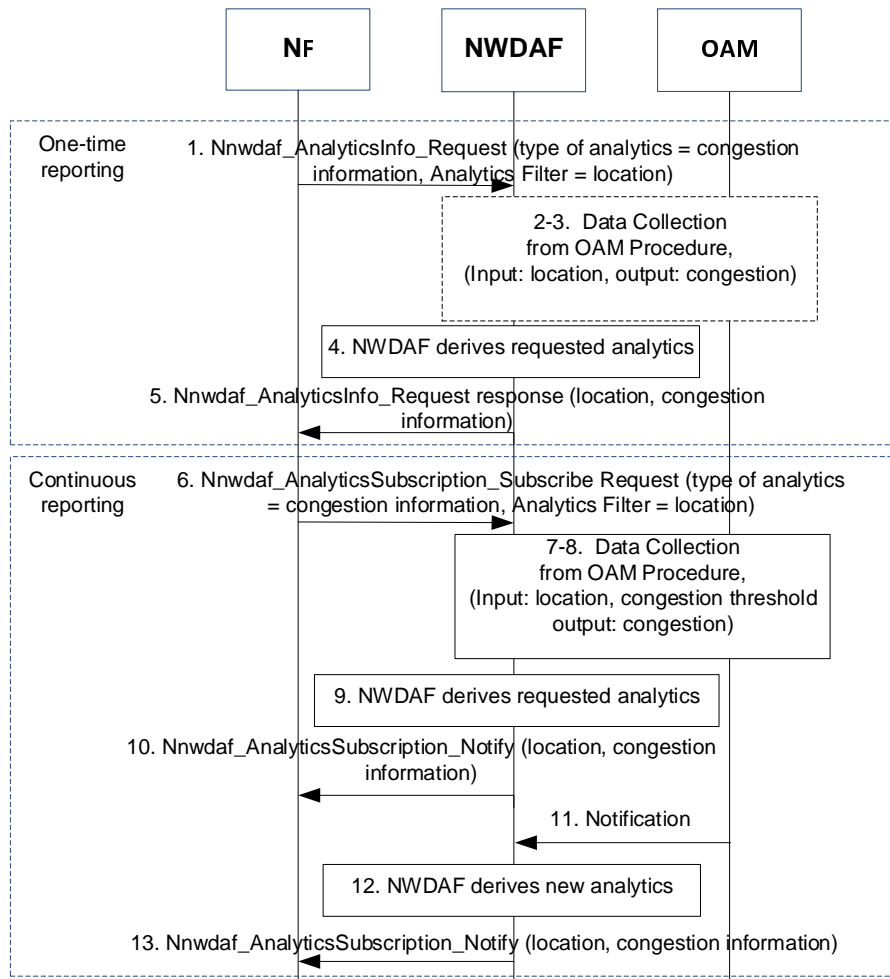 NF
NWDAF
OAM
One-time
reporting
1. Nnwdaf_AnalyticsInfo_Request (type of analytics = congestion
information, Analytics Filter = location)
2-3. Data Collection
from OAM Procedure,
(Input: location, output: congestion)
4. NWDAF derives requested analytics
5. Nnwdaf_AnalyticsInfo_Request response (location, congestion
information)
Continuous
reporting
6. Nnwdaf_AnalyticsSubscription_Subscribe Request (type of analytics
= congestion information, Analytics Filter = location)
7-8. Data Collection
from OAM Procedure,
(Input: location, congestion threshold
output: congestion)
9. NWDAF derives requested analytics
10. Nnwdaf_AnalyticsSubscription_Notify (location, congestion
information)
11. Notification
12. NWDAF derives new analytics
13. Nnwdaf_AnalyticsSubscription_Notify (location, congestion information)